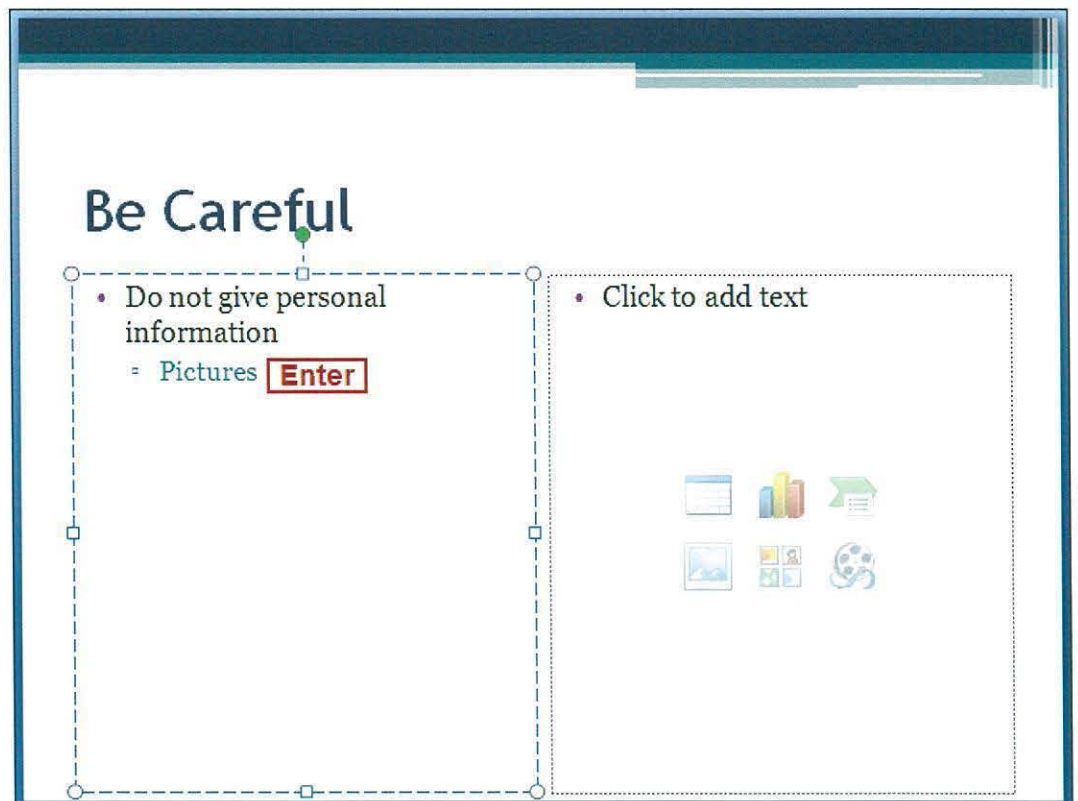 Be Careful
• Do not give personal
information
▫ Pictures Enter
• Click to add text